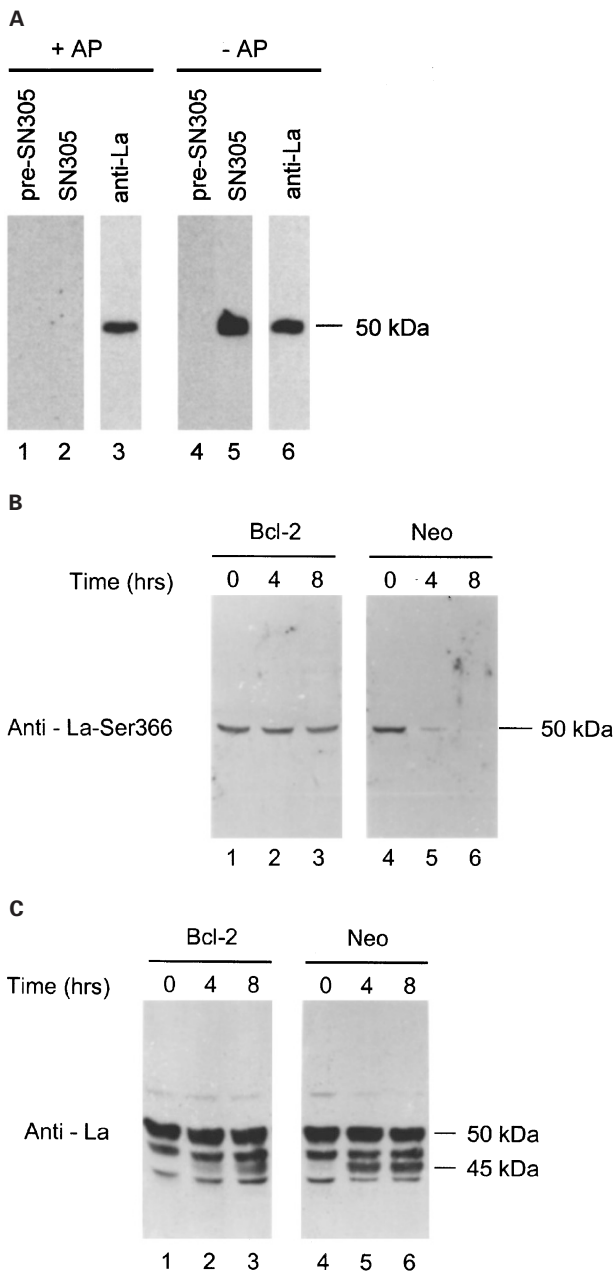 A
+ AP - AP
pre-SN305 SN305 anti-La pre-SN305 SN305 anti-La
50 kDa
1 2 3 4 5 6
B
Bcl-2 Neo
Time (hrs) 0 4 8 0 4 8
Anti - La-Ser366 50 kDa
1 2 3 4 5 6
C
Bcl-2 Neo
Time (hrs) 0 4 8 0 4 8
Anti - La 50 kDa
45 kDa
1 2 3 4 5 6